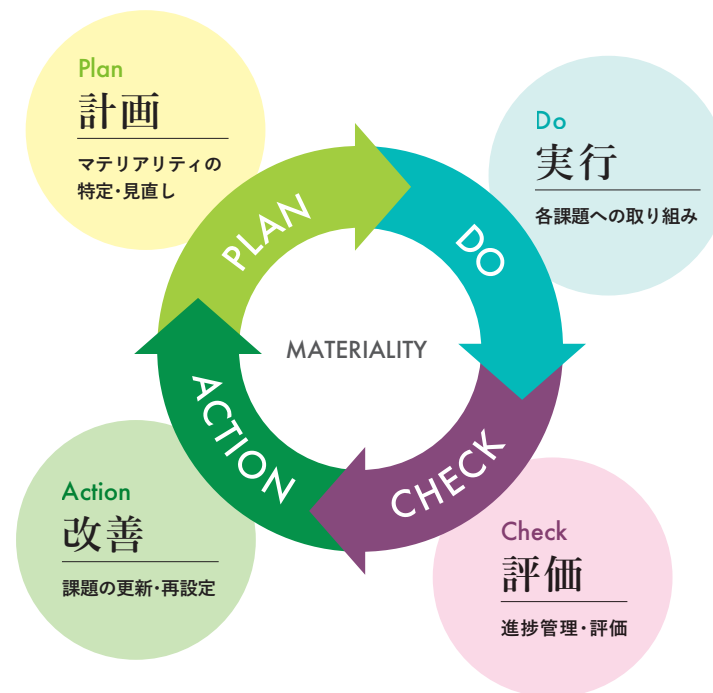 Plan
計画
マテリアリティの
特定・見直し
Do
実行
各課題への取り組み
PLAN
DO
MATERIALITY
ACTION
CHECK
Action
改善
課題の更新・再設定
Check
評価
進捗管理・評価